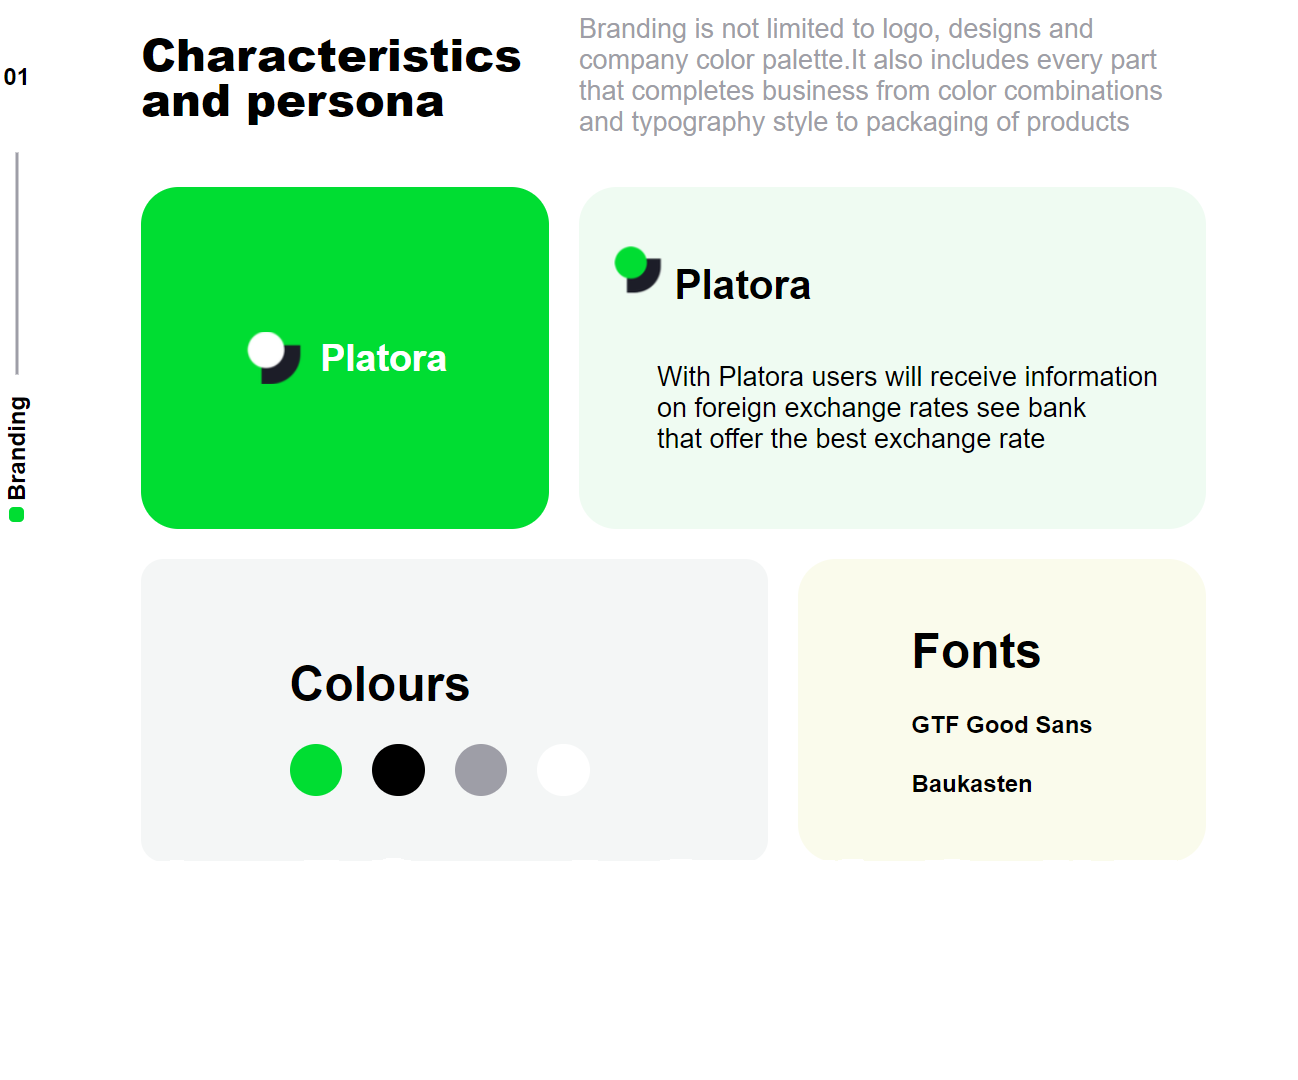 01
Branding
Characteristics
and persona
Branding is not limited to logo, designs and
company color palette.It also includes every part
that completes business from color combinations
and typography style to packaging of products
Platora
Platora
With Platora users will receive information
on foreign exchange rates see bank
that offer the best exchange rate
Colours
Fonts
GTF Good Sans
Baukasten